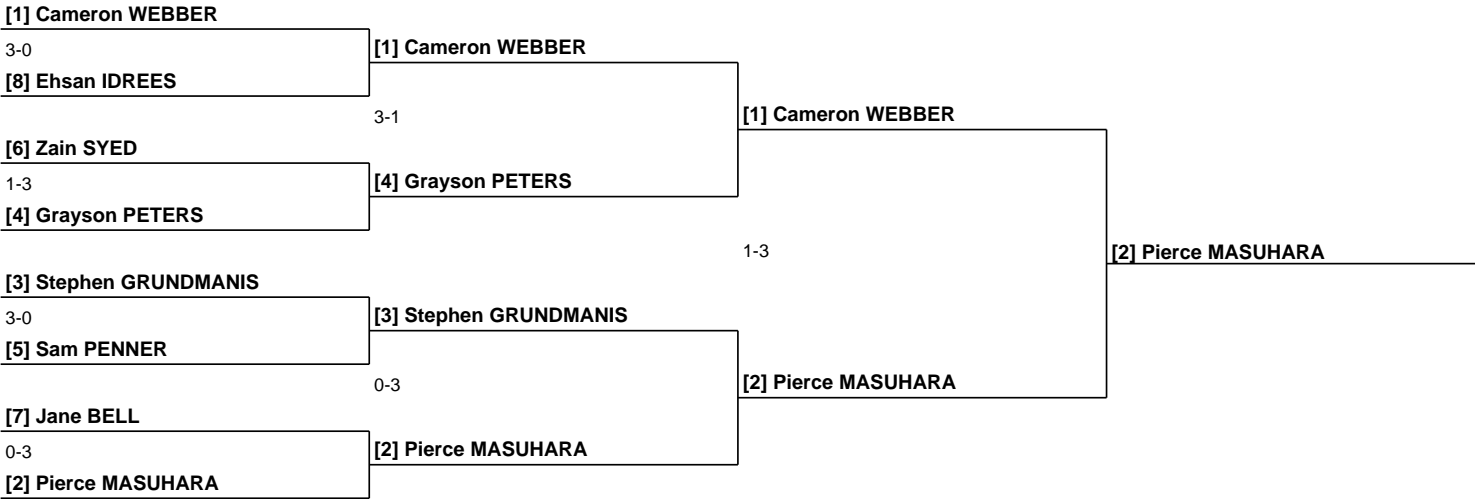 [1] Cameron WEBBER
3-0
[1] Cameron WEBBER
[8] Ehsan IDREES
3-1
[1] Cameron WEBBER
[6] Zain SYED
1-3
[4] Grayson PETERS
[4] Grayson PETERS
1-3
[2] Pierce MASUHARA
[3] Stephen GRUNDMANIS
3-0
[3] Stephen GRUNDMANIS
[5] Sam PENNER
0-3
[2] Pierce MASUHARA
[7] Jane BELL
0-3
[2] Pierce MASUHARA
[2] Pierce MASUHARA